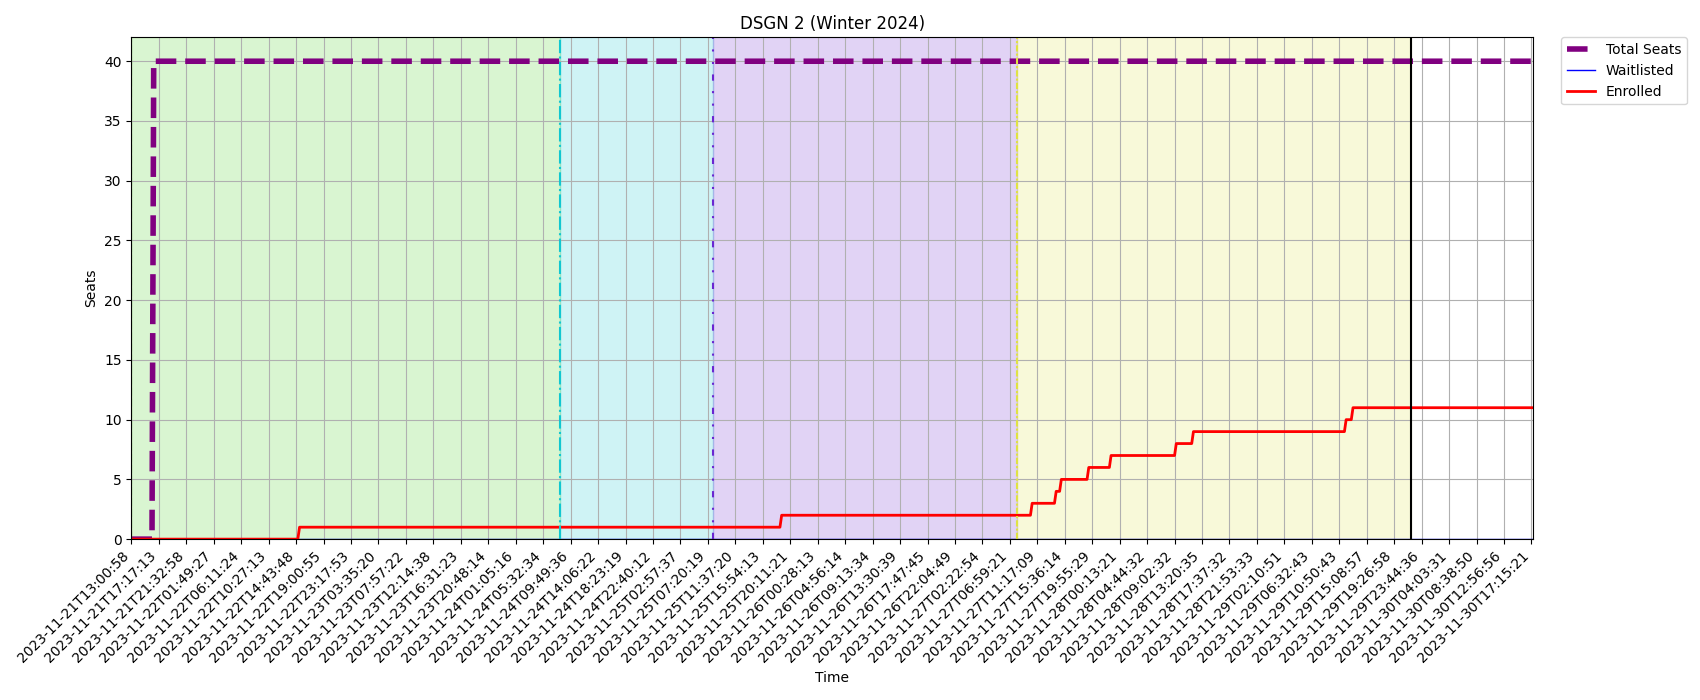 DSGN 2 (Winter 2024)
Total Seats
Waitlisted
Enrolled
Seats
40
35
30
25
20
15
10
5
0
2023-11-21T13:00:58
2023-11-21T17:17:13
2023-11-21T21:32:58
2023-11-22T01:49:27
2023-11-22T06:11:24
2023-11-22T10:27:13
2023-11-22T14:43:48
2023-11-22T19:00:55
2023-11-22T23:17:53
2023-11-23T03:35:20
2023-11-23T07:57:22
2023-11-23T12:14:38
2023-11-23T16:31:23
2023-11-23T20:48:14
2023-11-24T01:05:16
2023-11-24T05:32:34
2023-11-24T09:49:36
2023-11-24T14:06:22
2023-11-24T18:23:19
2023-11-24T22:40:12
2023-11-25T02:57:37
2023-11-25T07:20:19
2023-11-25T11:37:20
2023-11-25T15:54:13
2023-11-25T20:11:21
2023-11-26T00:28:13
2023-11-26T04:56:14
2023-11-26T09:13:34
2023-11-26T13:30:39
2023-11-26T17:47:45
2023-11-26T22:04:49
2023-11-27T02:22:54
2023-11-27T06:59:21
2023-11-27T11:17:09
2023-11-27T15:36:14
2023-11-27T19:55:29
2023-11-28T00:13:21
2023-11-28T04:44:32
2023-11-28T09:02:32
2023-11-28T13:20:35
2023-11-28T17:37:32
2023-11-28T21:53:33
2023-11-29T02:10:51
2023-11-29T06:32:43
2023-11-29T10:50:43
2023-11-29T15:08:57
2023-11-29T19:26:58
2023-11-29T23:44:36
2023-11-30T04:03:31
2023-11-30T08:38:50
2023-11-30T12:56:56
2023-11-30T17:15:21
Time